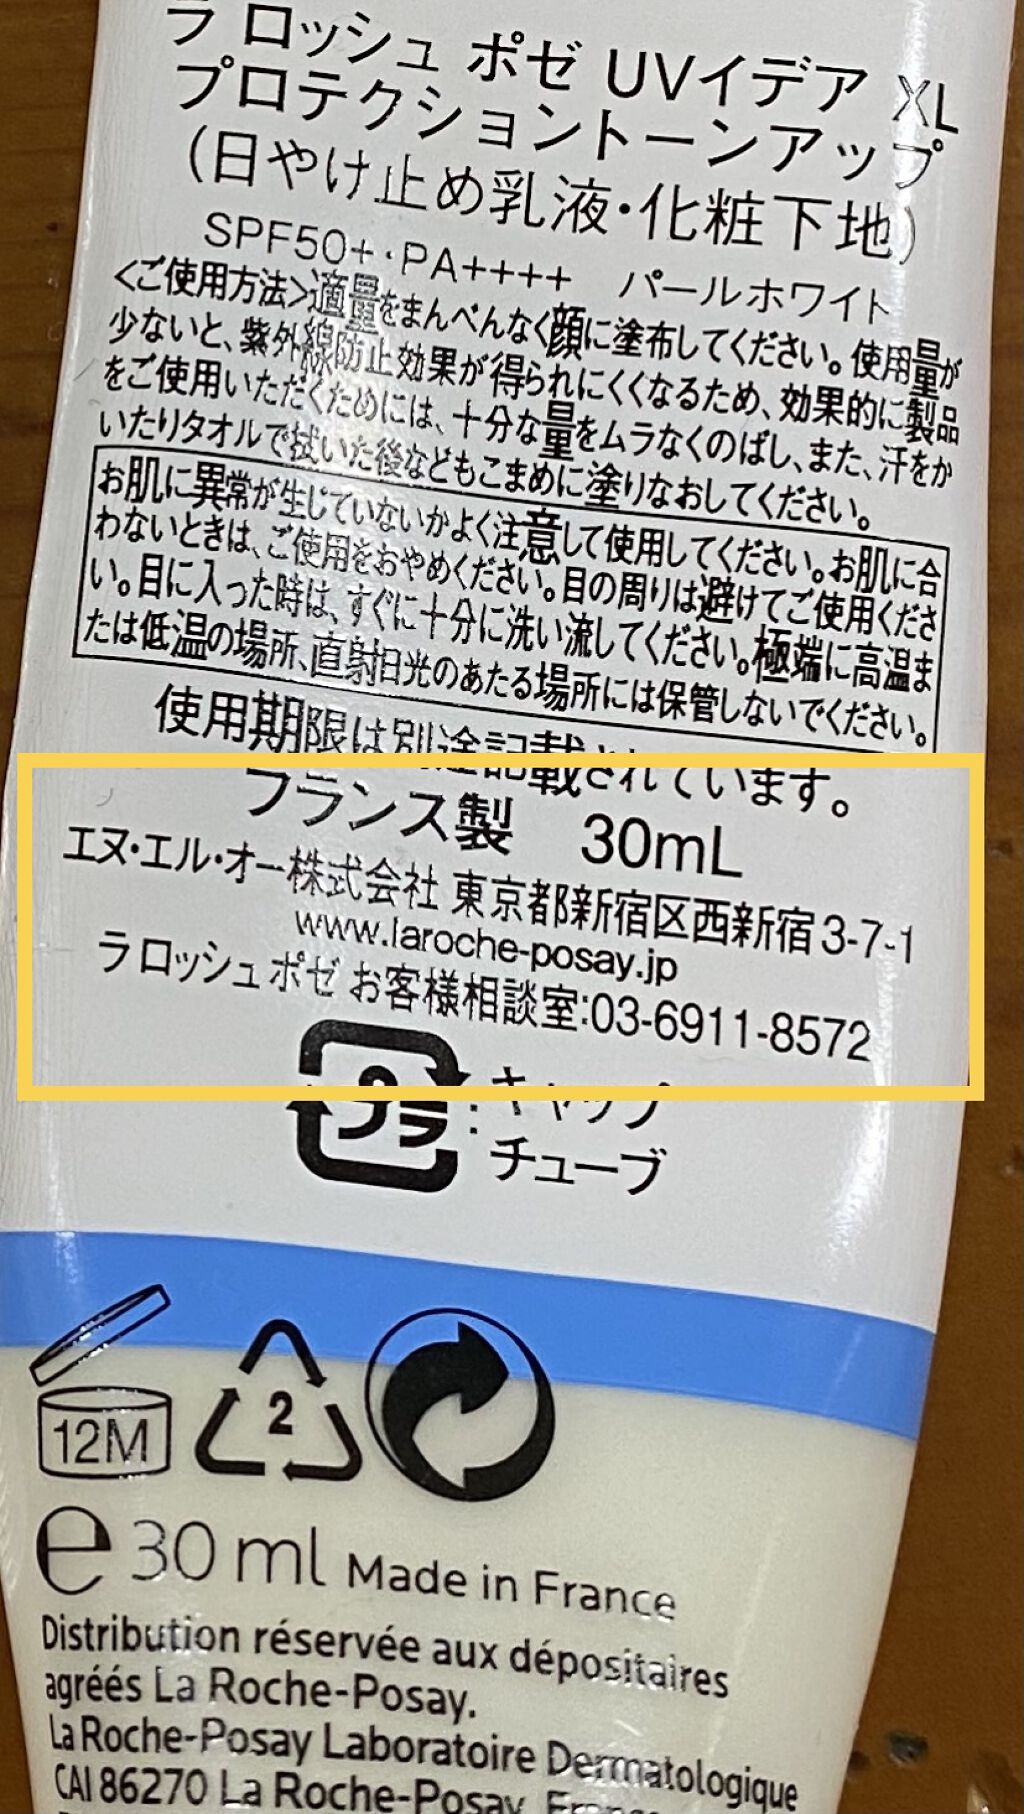 ラ ロッシュ ポゼ UVイデア XL
プロテクショントーンアップ
(日やけ止め乳液・化粧下地)
SPF50+・PA++++ パールホワイト
<ご使用方法>適量をまんべんなく顔に塗布してください。使用量が
少ないと、紫外線防止効果が得られにくくなるため、効果的に製品
をご使用いただくためには、十分な量をムラなくのばし、また、汗をか
いたりタオルで拭いた後などもこまめに塗りなおしてください。
お肌に異常が生じていないかよく注意して使用してください。お肌に合
わないときは、ご使用をおやめください。目の周りは避けてご使用くださ
い。目に入った時は、すぐに十分に洗い流してください。極端に高温ま
たは低温の場所、直射日光のあたる場所には保管しないでください。
使用期限は別途記載されています。
フランス製 30mL
エヌ・エル・オー株式会社 東京都新宿区西新宿3-7-1
www.laroche-posay.jp
ラ ロッシュ ポゼ お客様相談室:03-6911-8572
プラ : キャップ
チューブ
12M
2
e 30 ml Made in France
Distribution réservée aux dépositaires
agréés La Roche-Posay.
La Roche-Posay Laboratoire Dermatologique
CAI 86270 La Roche-Posay, France